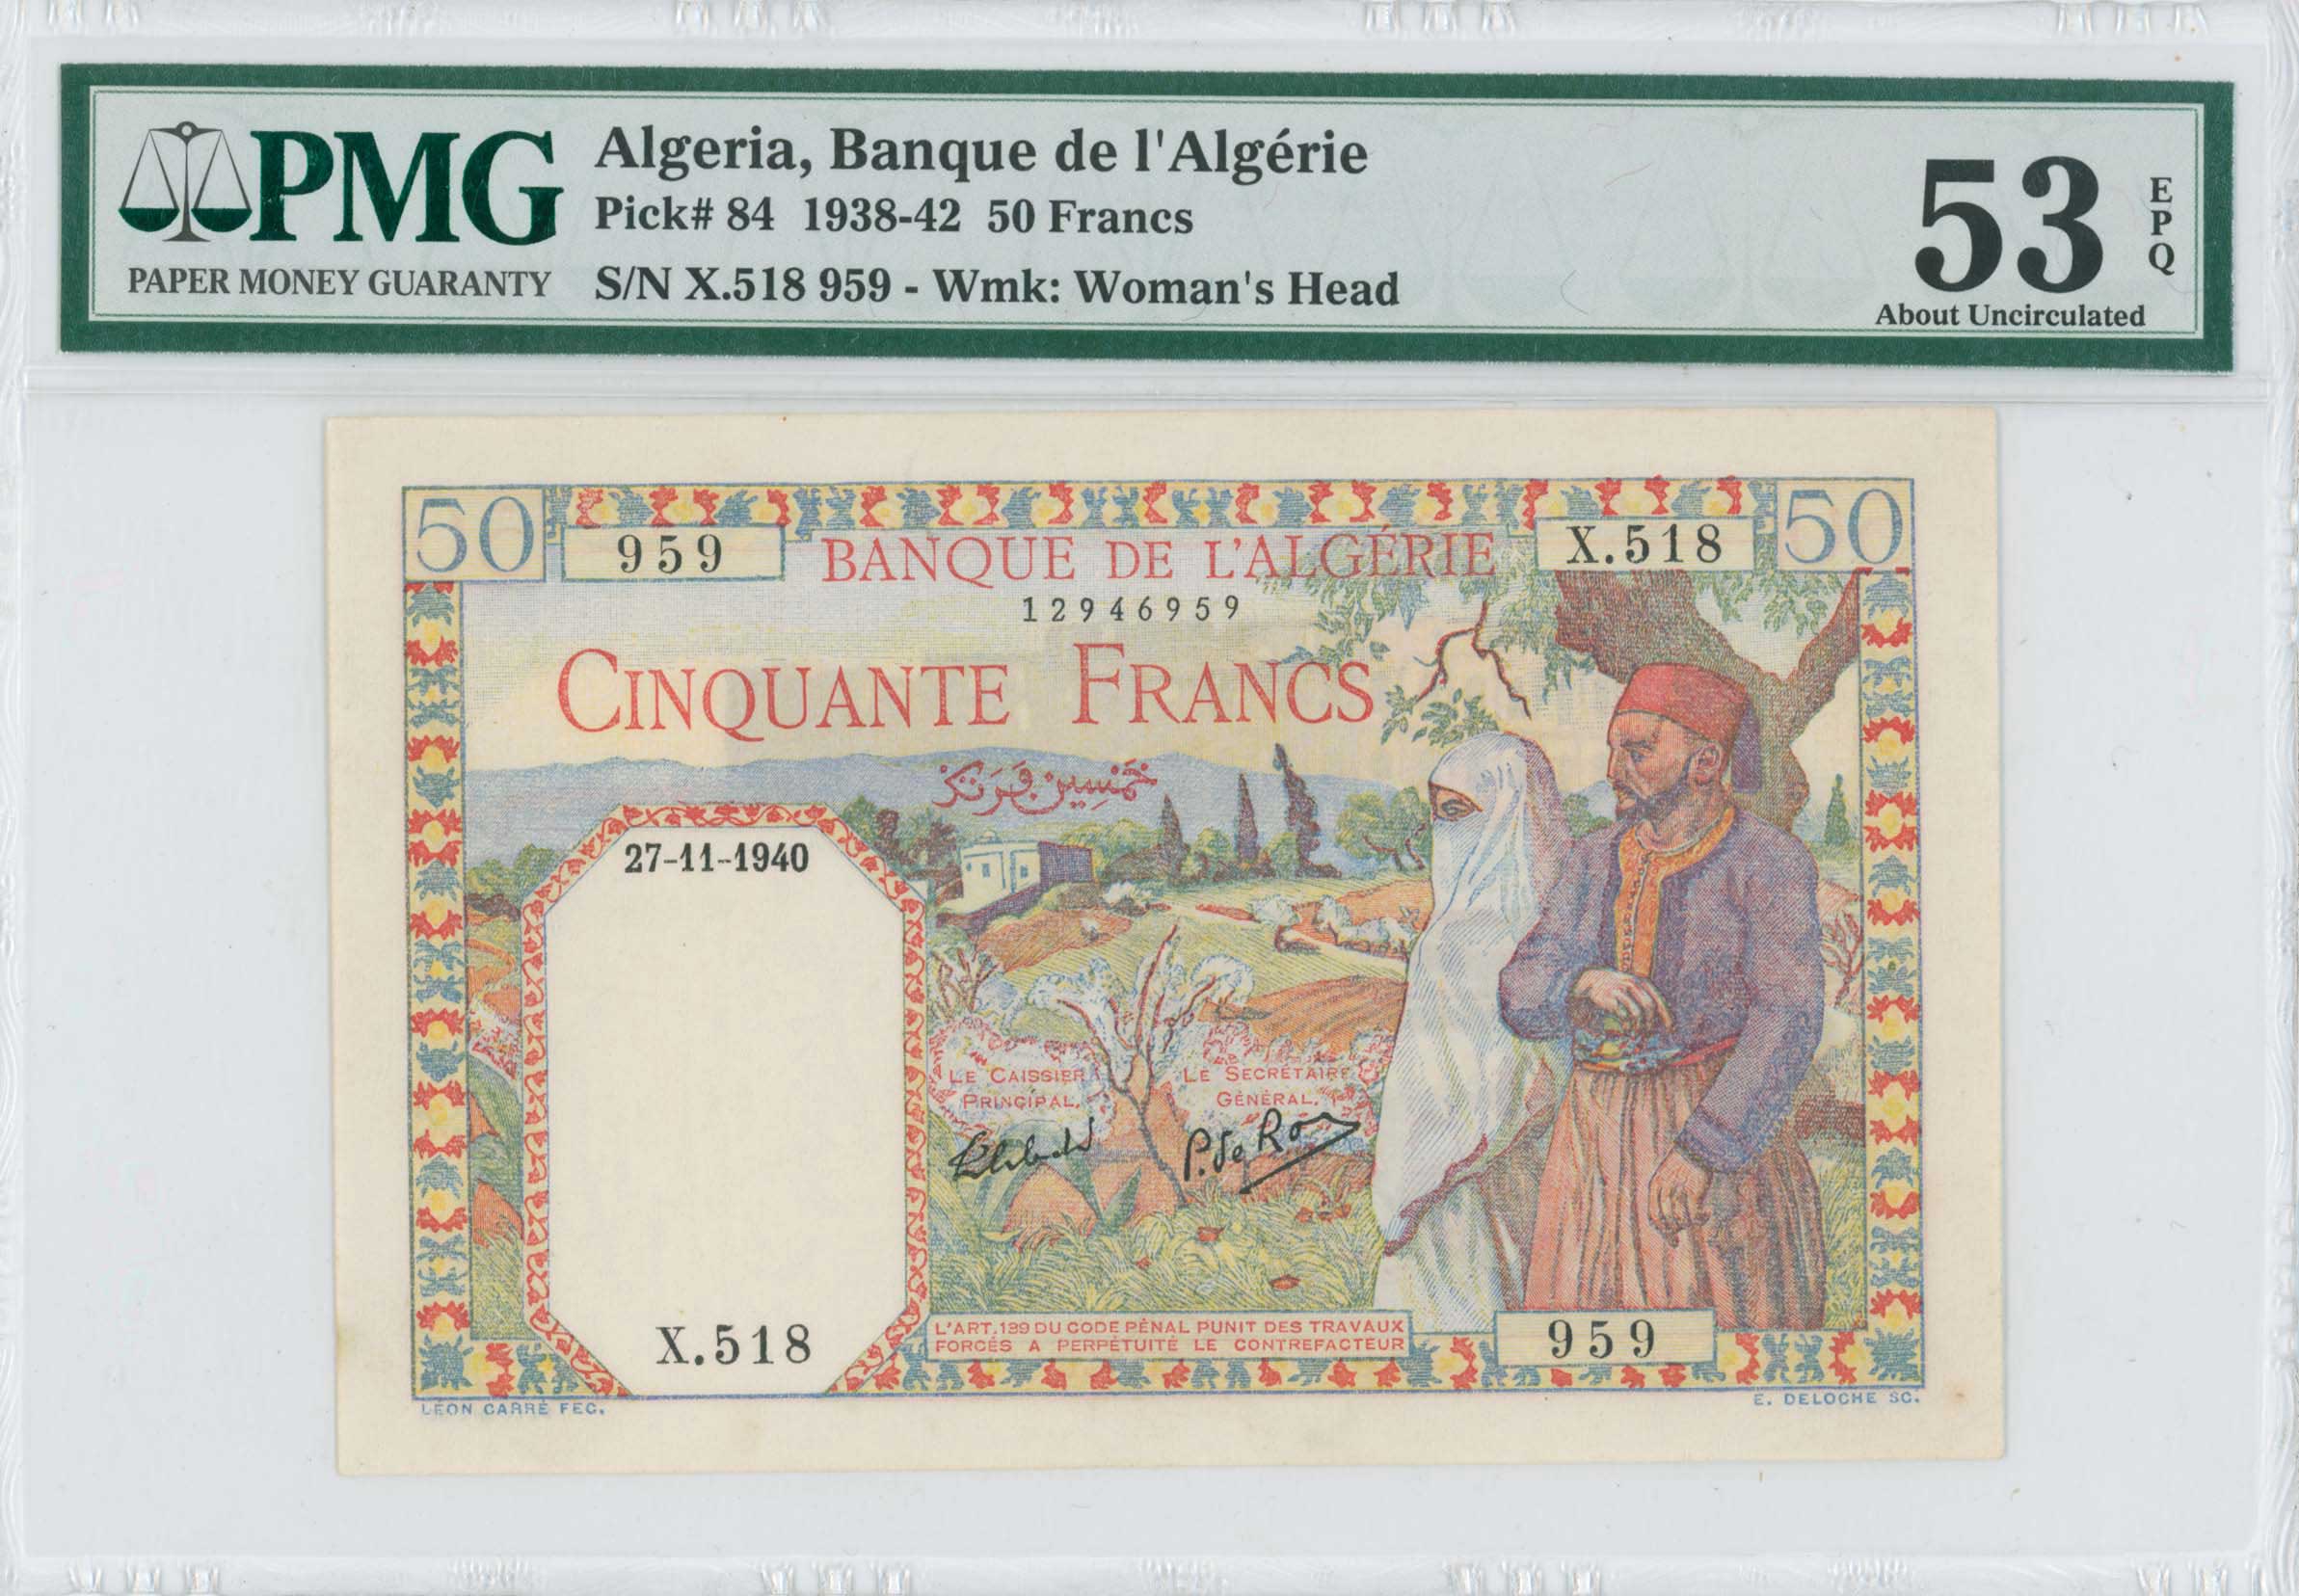 PMG
PAPER MONEY GUARANTY
Algeria, Banque de l'Algérie
Pick# 84 1938-42 50 Francs
S/N X.518 959 - Wmk: Woman's Head
53
EPQ
About Uncirculated
50
959
BANQUE DE L'ALGÉRIE
X.518
50
12946959
CINQUANTE FRANCS
خمسين فرنك
27-11-1940
LE CAISSIER
PRINCIPAL,
LE SECRÉTAIRE
GÉNÉRAL,
P. de Ro
X.518
L'ART. 139 DU CODE PÉNAL PUNIT DES TRAVAUX
FORCÉS A PERPÉTUITÉ LE CONTREFACTEUR
959
LÉON CARRÉ FEC.
E. DELOCHE SC.